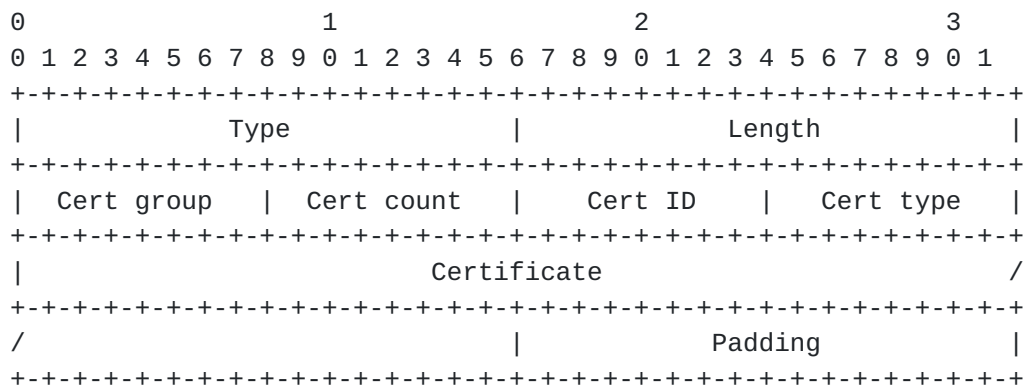 0                   1                   2                   3
0 1 2 3 4 5 6 7 8 9 0 1 2 3 4 5 6 7 8 9 0 1 2 3 4 5 6 7 8 9 0 1
+-+-+-+-+-+-+-+-+-+-+-+-+-+-+-+-+-+-+-+-+-+-+-+-+-+-+-+-+-+-+-+-+
|             Type              |             Length            |
+-+-+-+-+-+-+-+-+-+-+-+-+-+-+-+-+-+-+-+-+-+-+-+-+-+-+-+-+-+-+-+-+
|  Cert group   |  Cert count   |    Cert ID    |   Cert type   |
+-+-+-+-+-+-+-+-+-+-+-+-+-+-+-+-+-+-+-+-+-+-+-+-+-+-+-+-+-+-+-+-+
|                          Certificate                          /
+-+-+-+-+-+-+-+-+-+-+-+-+-+-+-+-+-+-+-+-+-+-+-+-+-+-+-+-+-+-+-+-+
/                               |            Padding            |
+-+-+-+-+-+-+-+-+-+-+-+-+-+-+-+-+-+-+-+-+-+-+-+-+-+-+-+-+-+-+-+-+